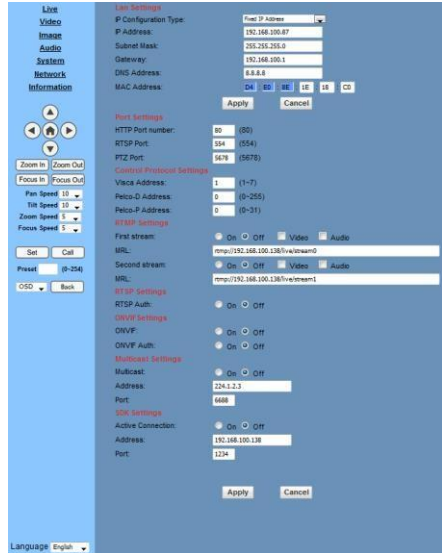 Live
Video
Image
Audio
System
Network
Information
Zoom In Zoom Out
Focus In Focus Out
Pan Speed 10
Tilt Speed 10
Zoom Speed 5
Focus Speed 5
Set Call
Preset (0~254)
OSD Back
Language English
Lan Settings
IP Configuration Type: Fixed IP Address
IP Address: 192.168.100.87
Subnet Mask: 255.255.255.0
Gateway: 192.168.100.1
DNS Address: 8.8.8.8
MAC Address: D4 E0 8E 1E 1E C0
Apply Cancel
Port Settings
HTTP Port number: 80 (80)
RTSP Port: 554 (554)
PTZ Port: 5678 (5678)
Control Protocol Settings
Visca Address: 1 (1~7)
Pelco-D Address: 0 (0~255)
Pelco-P Address: 0 (0~31)
RTMP Settings
First stream: On Off Video Audio
MRL: rtmp://192.168.100.138/live/stream0
Second stream: On Off Video Audio
MRL: rtmp://192.168.100.138/live/stream1
RTSP Settings
RTSP Auth: On Off
ONVIF Settings
ONVIF: On Off
ONVIF Auth: On Off
Multicast Settings
Multicast: On Off
Address: 224.1.2.3
Port: 6688
SDK Settings
Active Connection: On Off
Address: 192.168.100.138
Port: 1234
Apply Cancel